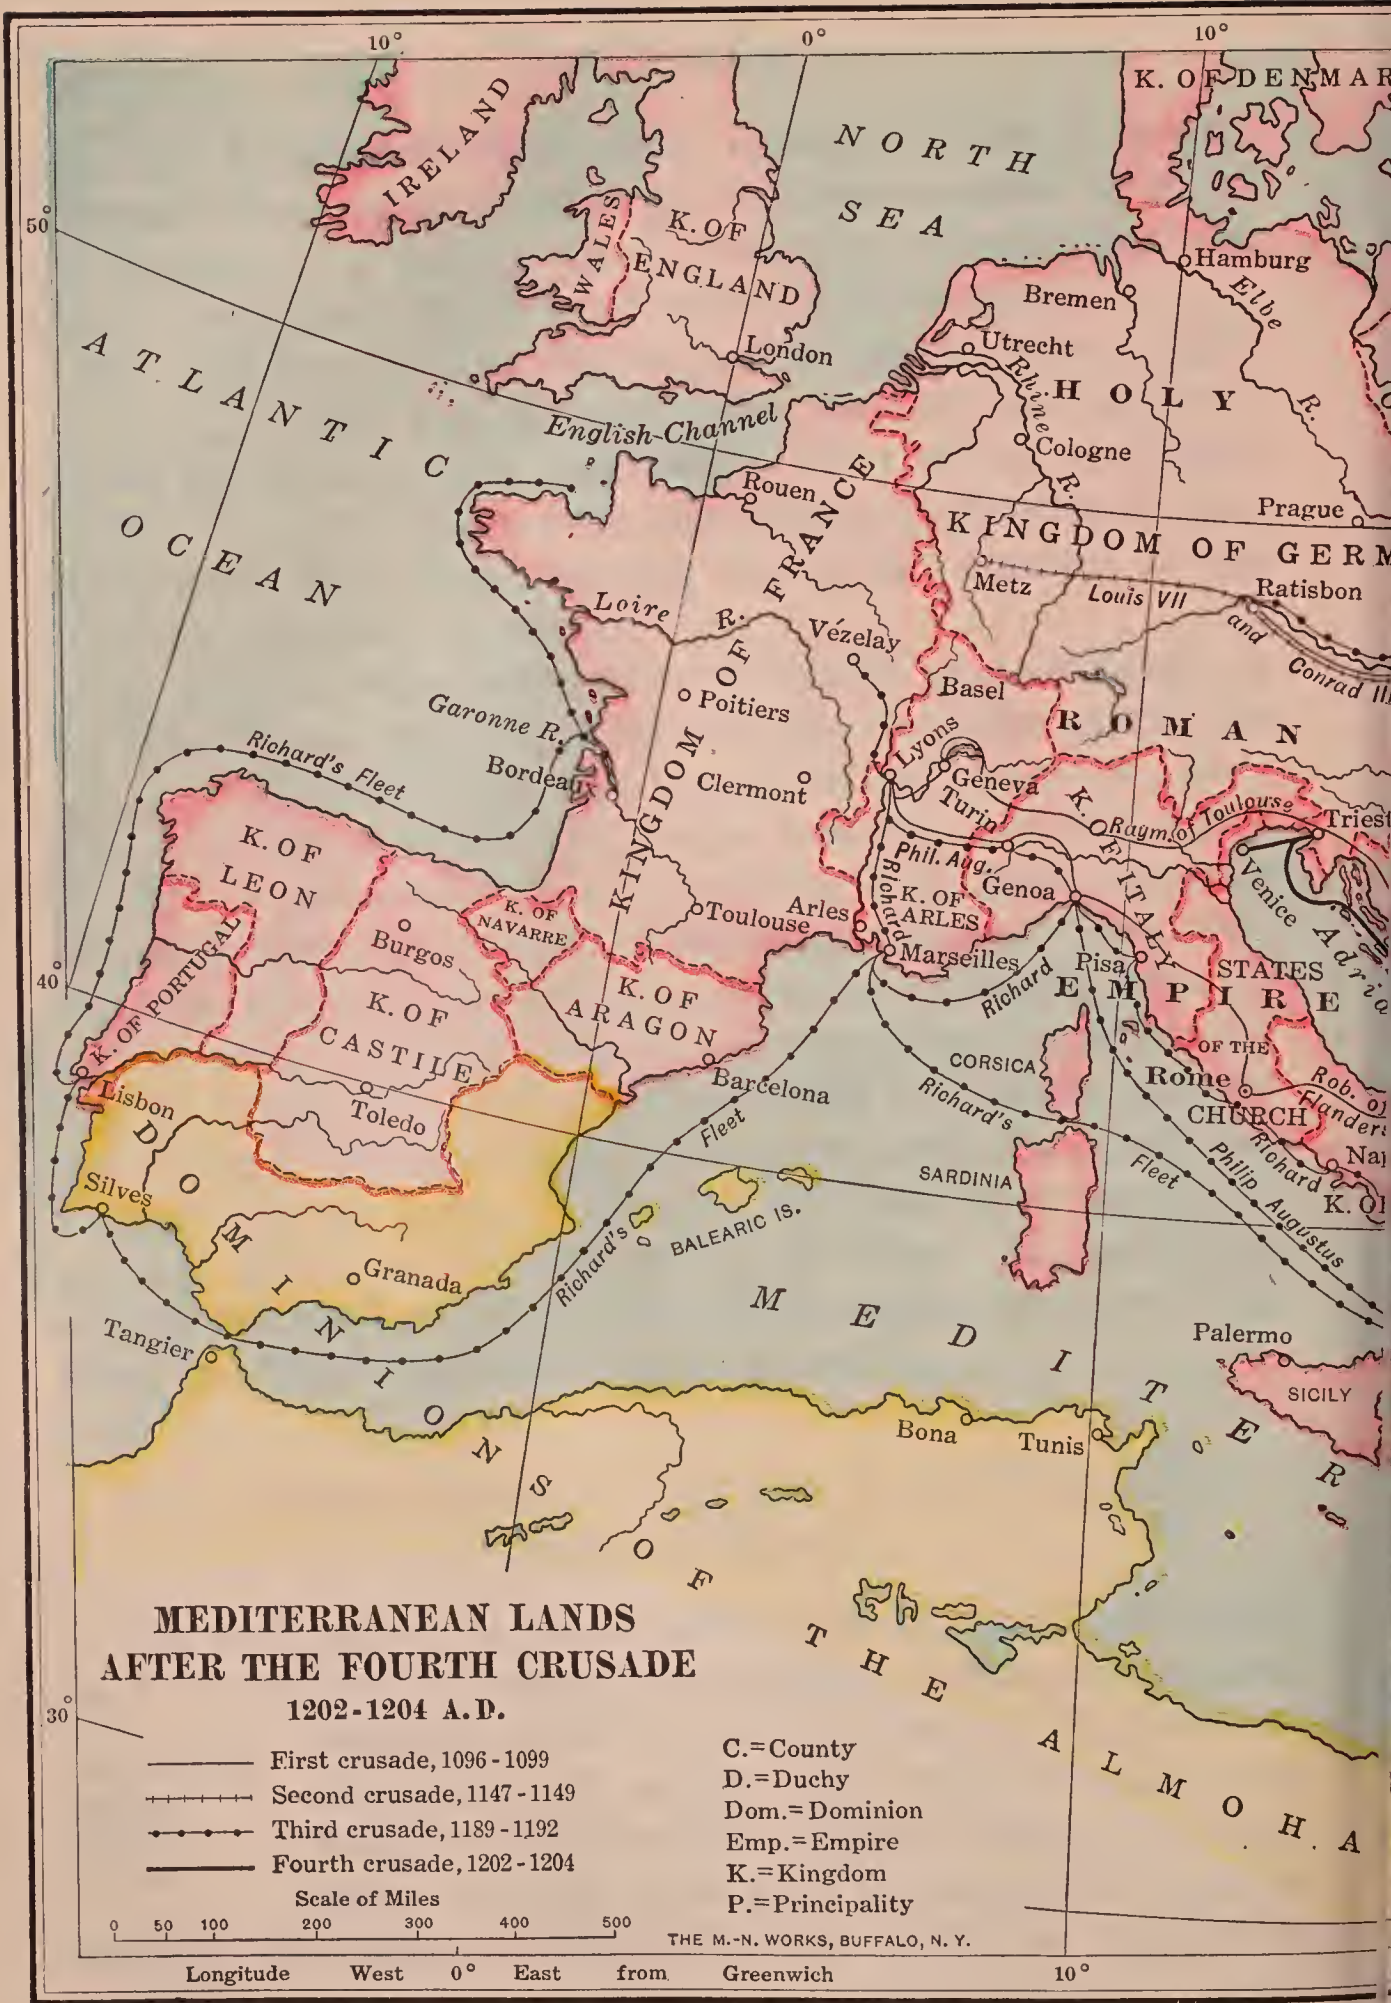 10°
0°
10°
IRELAND
NORTH
SEA
K. OF DENMAR
50°
WALES
K. OF
ENGLAND
London
Hamburg
Elbe
R.
Bremen
Utrecht
Rhine
R.
HOLY
ATLANTIC
OCEAN
English Channel
Cologne
Rouen
Prague
KINGDOM OF FRANCE
KINGDOM OF GERM
Metz
Louis VII
and
Conrad III
Ratisbon
Loire
R.
Vézelay
Basel
Poitiers
ROMAN
Garonne R.
Bordeaux
Clermont
Lyons
Geneva
Richard's Fleet
Turin
K. OF ITALY
Raym. of Toulouse
Triest
K. OF
LEON
Phil. Aug.
Richard
Genoa
Venice
Adria
K. OF
NAVARRE
Toulouse
Arles
K. OF
ARLES
Burgos
Marseilles
Pisa
STATES
40°
K. OF PORTUGAL
K. OF
ARAGON
Richard
EMPIRE
K. OF
CASTILE
CORSICA
C.
OF THE
Lisbon
Barcelona
Rome
Rob. of
Flanders
Toledo
Fleet
Richard's
CHURCH
Richard
Nap
Silves
SARDINIA
Fleet
Philip Augustus
K. OF
BALEARIC IS.
Richard's
Granada
MEDITER
Tangier
Palermo
SICILY
Bona
Tunis
DOMINIONS OF THE ALMOHA
MEDITERRANEAN LANDS
AFTER THE FOURTH CRUSADE
1202-1204 A.D.
30°
First crusade, 1096-1099
Second crusade, 1147-1149
Third crusade, 1189-1192
Fourth crusade, 1202-1204
Scale of Miles
0 50 100 200 300 400 500
C.=County
D.=Duchy
Dom.=Dominion
Emp.=Empire
K.=Kingdom
P.=Principality
THE M.-N. WORKS, BUFFALO, N. Y.
Longitude West 0° East from Greenwich
10°